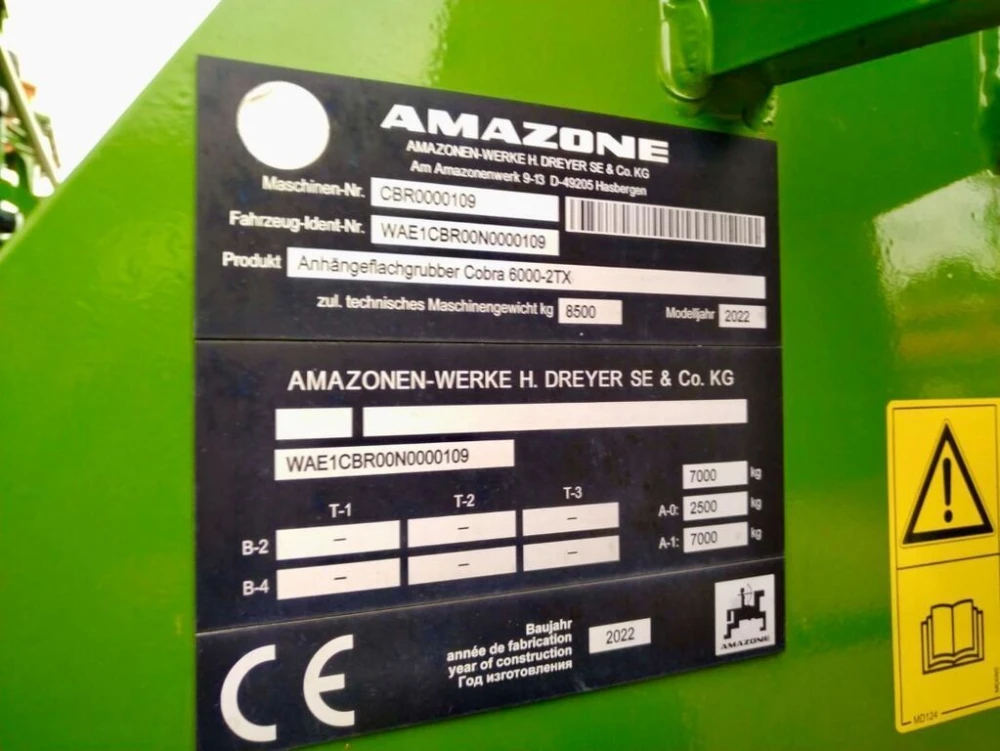 AMAZONE
AMAZONEN-WERKE H. DREYER SE & Co. KG
Am Amazonenwerk 9-13 D-49205 Hasbergen
Maschinen-Nr. CBR0000109
Fahrzeug-Ident-Nr. WAE1CBR00N0000109
Produkt Anhängeflachgrubber Cobra 6000-2TX
zul. technisches Maschinengewicht kg 8500 Modelljahr 2022
AMAZONEN-WERKE H. DREYER SE & Co. KG
WAE1CBR00N0000109
7000 kg
T-1 T-2 T-3
A-0: 2500 kg
B-2 – – –
A-1: 7000 kg
B-4 – – –
CE
Baujahr
année de fabrication
year of construction
Год изготовления
2022
AMAZONE
MD124